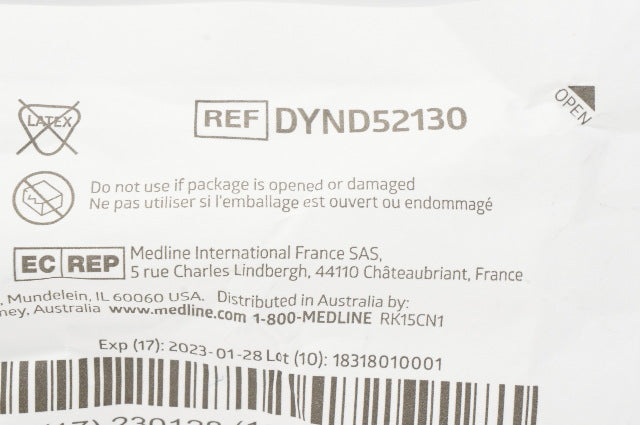 LATEX
REF DYND52130
OPEN
Do not use if package is opened or damaged
Ne pas utiliser si l'emballage est ouvert ou endommagé
EC REP Medline International France SAS,
5 rue Charles Lindbergh, 44110 Châteaubriant, France
, Mundelein, IL 60060 USA. Distributed in Australia by:
ney, Australia www.medline.com 1-800-MEDLINE RK15CN1
Exp (17): 2023-01-28 Lot (10): 18318010001